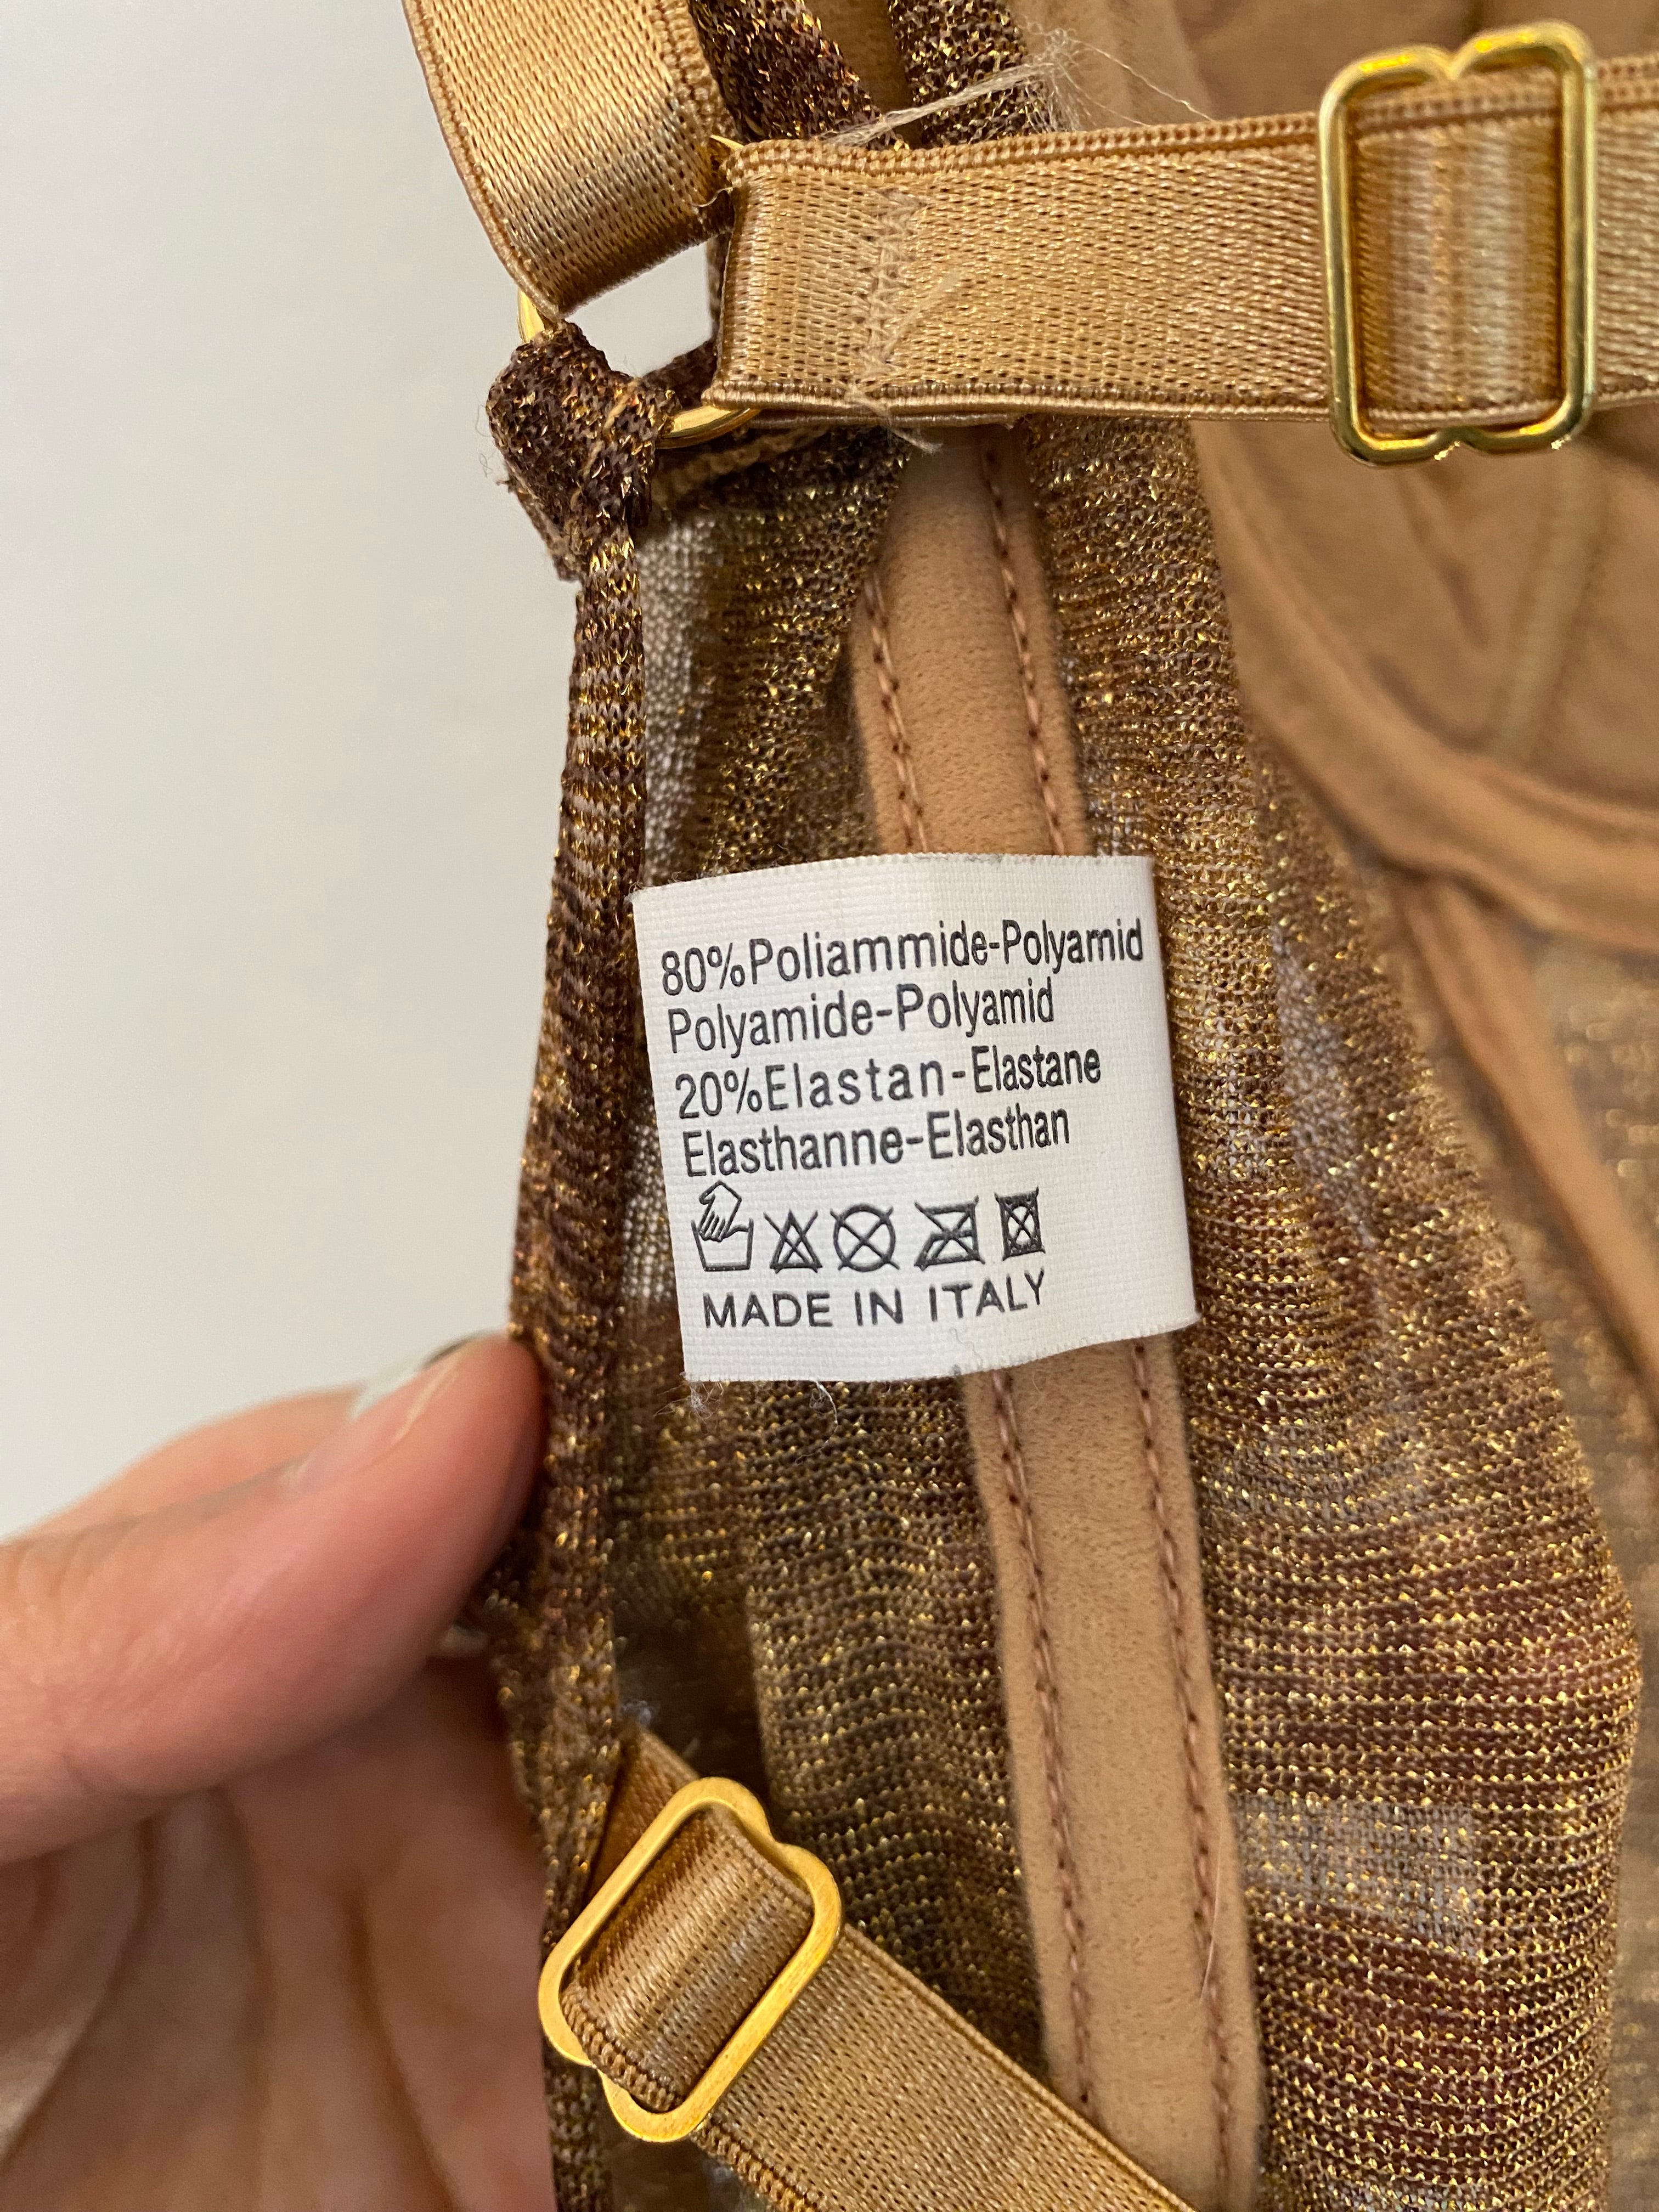 80%Poliammide-Polyamid
Polyamide-Polyamid
20%Elastan-Elastane
Elasthanne-Elasthan
MADE IN ITALY